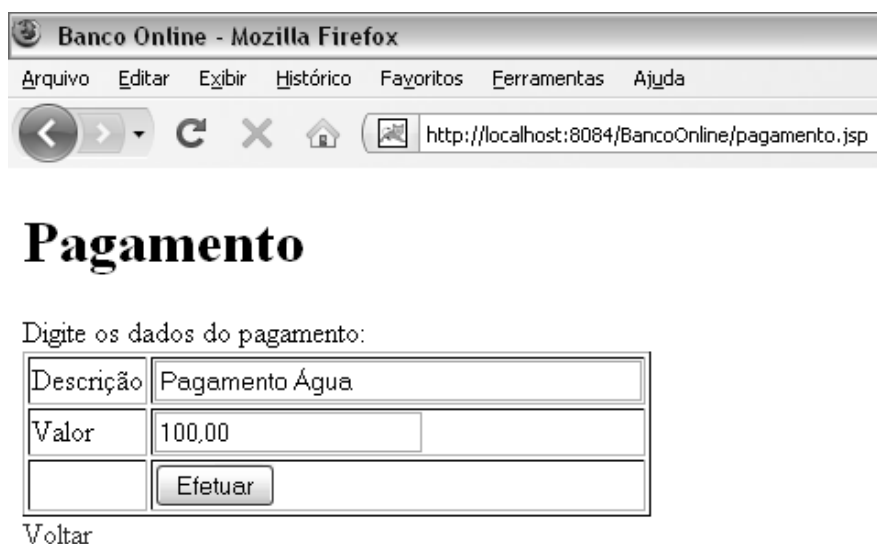 Banco Online - Mozilla Firefox
Arquivo Editar Exibir Histórico Favoritos Ferramentas Ajuda
http://localhost:8084/BancoOnline/pagamento.jsp
Pagamento
Digite os dados do pagamento:
Descrição Pagamento Água
Valor 100,00
Efetuar
Voltar